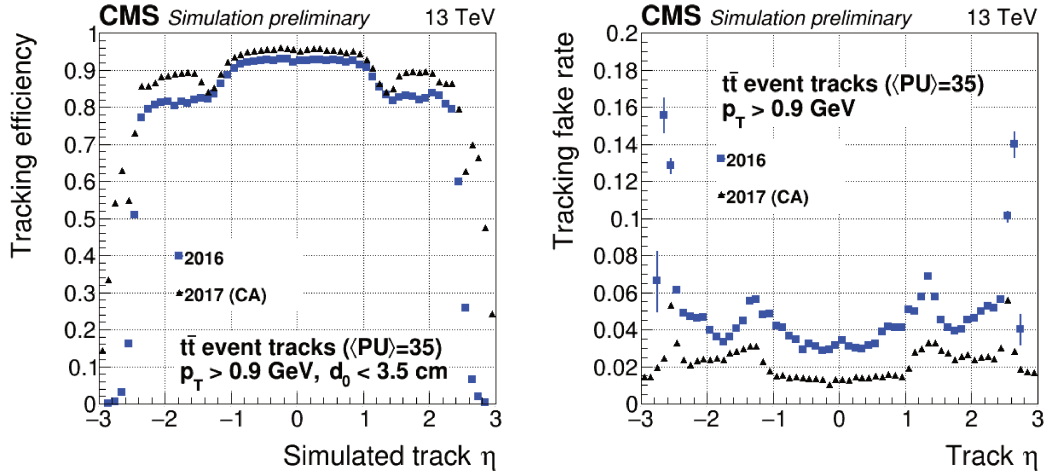 CMS Simulation preliminary 13 TeV
Tracking efficiency
1
0.9
0.8
0.7
0.6
0.5
0.4
0.3
0.2
0.1
0
2016
2017 (CA)
tt̄ event tracks (⟨PU⟩=35)
p_T > 0.9 GeV, d_0 < 3.5 cm
−3 −2 −1 0 1 2 3
Simulated track η
CMS Simulation preliminary 13 TeV
Tracking fake rate
0.2
0.18
0.16
0.14
0.12
0.1
0.08
0.06
0.04
0.02
0
tt̄ event tracks (⟨PU⟩=35)
p_T > 0.9 GeV
2016
2017 (CA)
−3 −2 −1 0 1 2 3
Track η